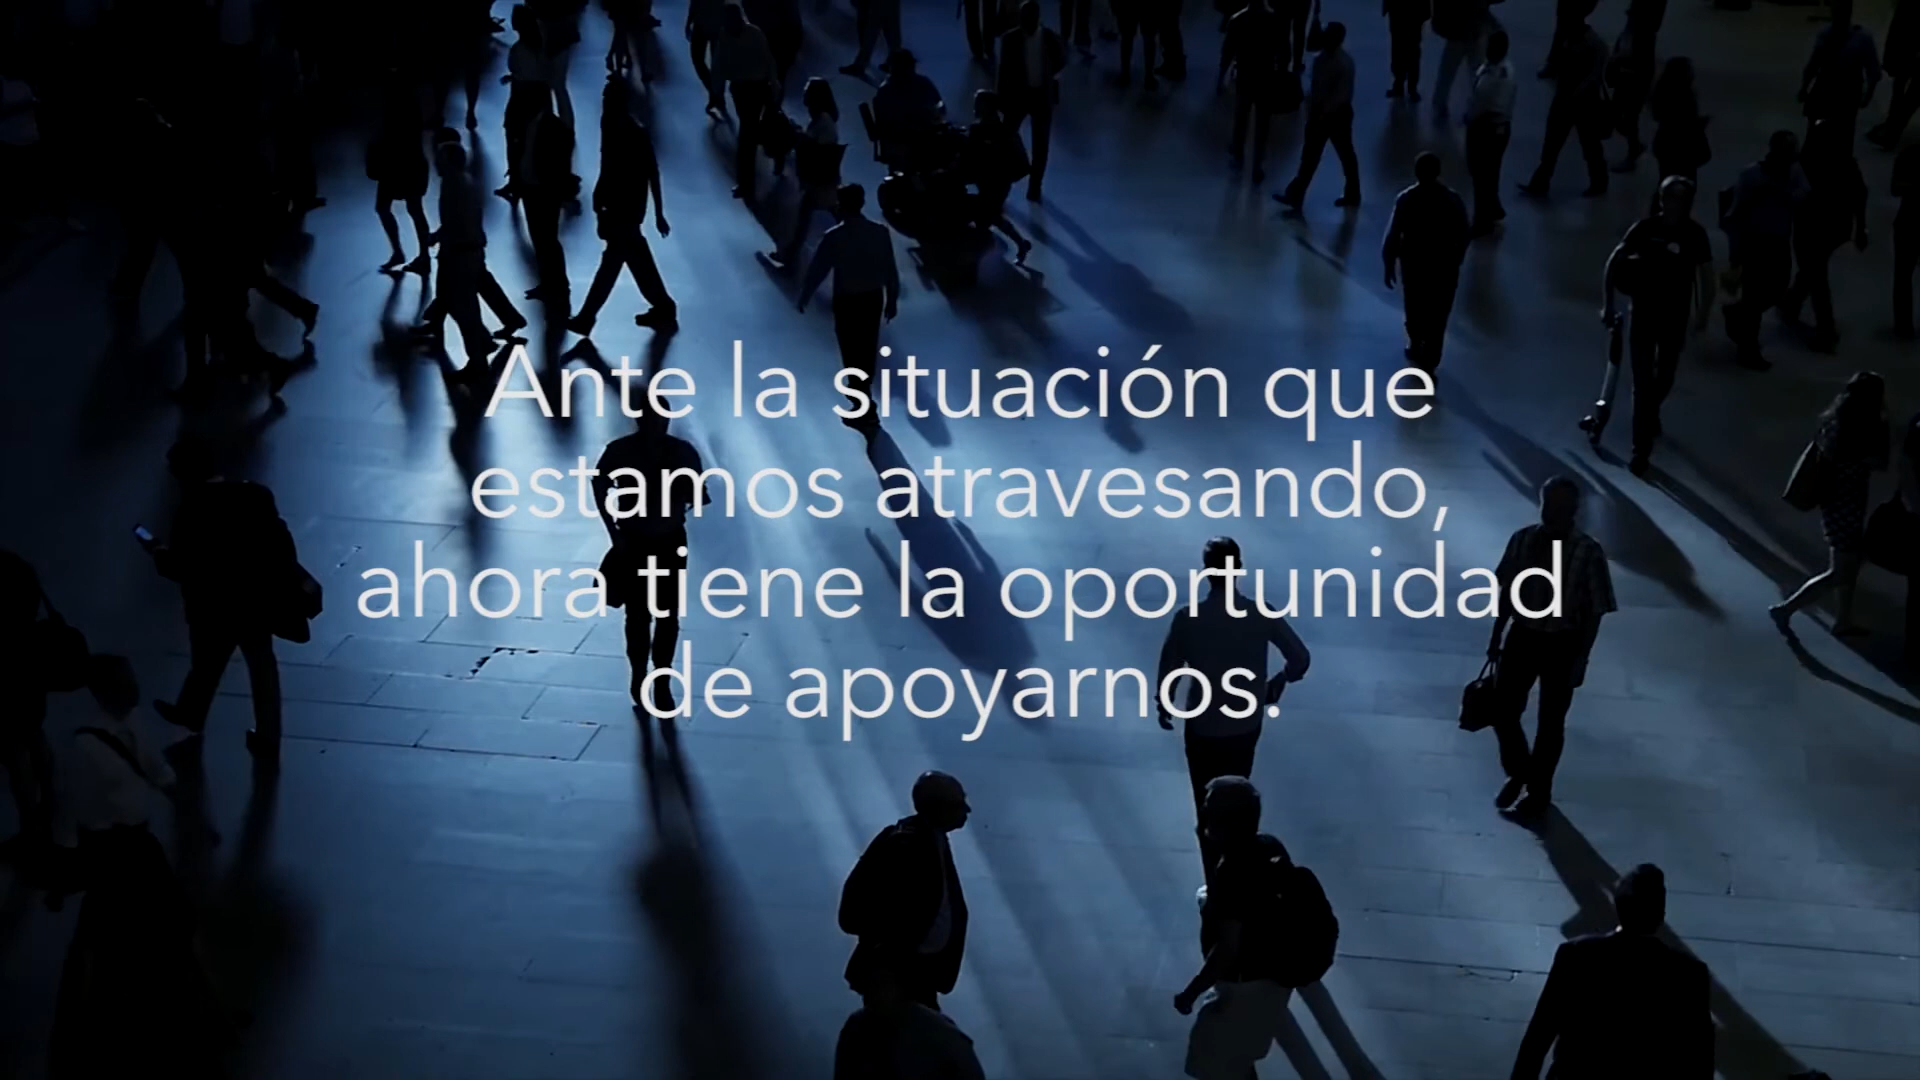 Ante la situación que
estamos atravesando,
ahora tiene la oportunidad
de apoyarnos.